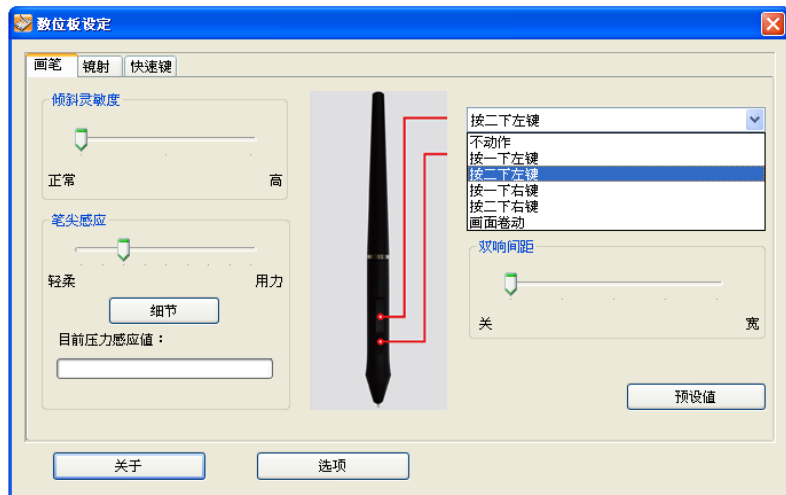 数位板设定
画笔 镜射 快速键
倾斜灵敏度
正常 高
笔尖感应
轻柔 用力
细节
目前压力感应值：
按二下左键
不动作
按一下左键
按二下左键
按一下右键
按二下右键
画面卷动
双响间距
关 宽
预设值
关于 选项